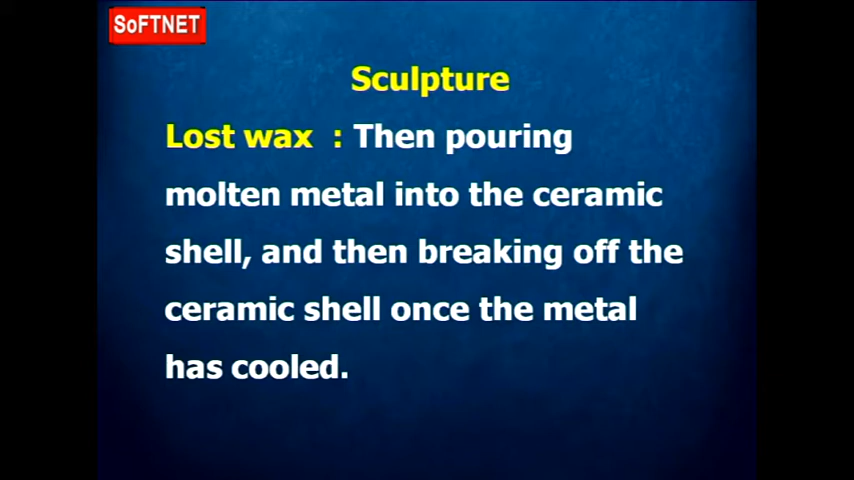 SoFTNET
Sculpture
Lost wax : Then pouring
molten metal into the ceramic
shell, and then breaking off the
ceramic shell once the metal
has cooled.